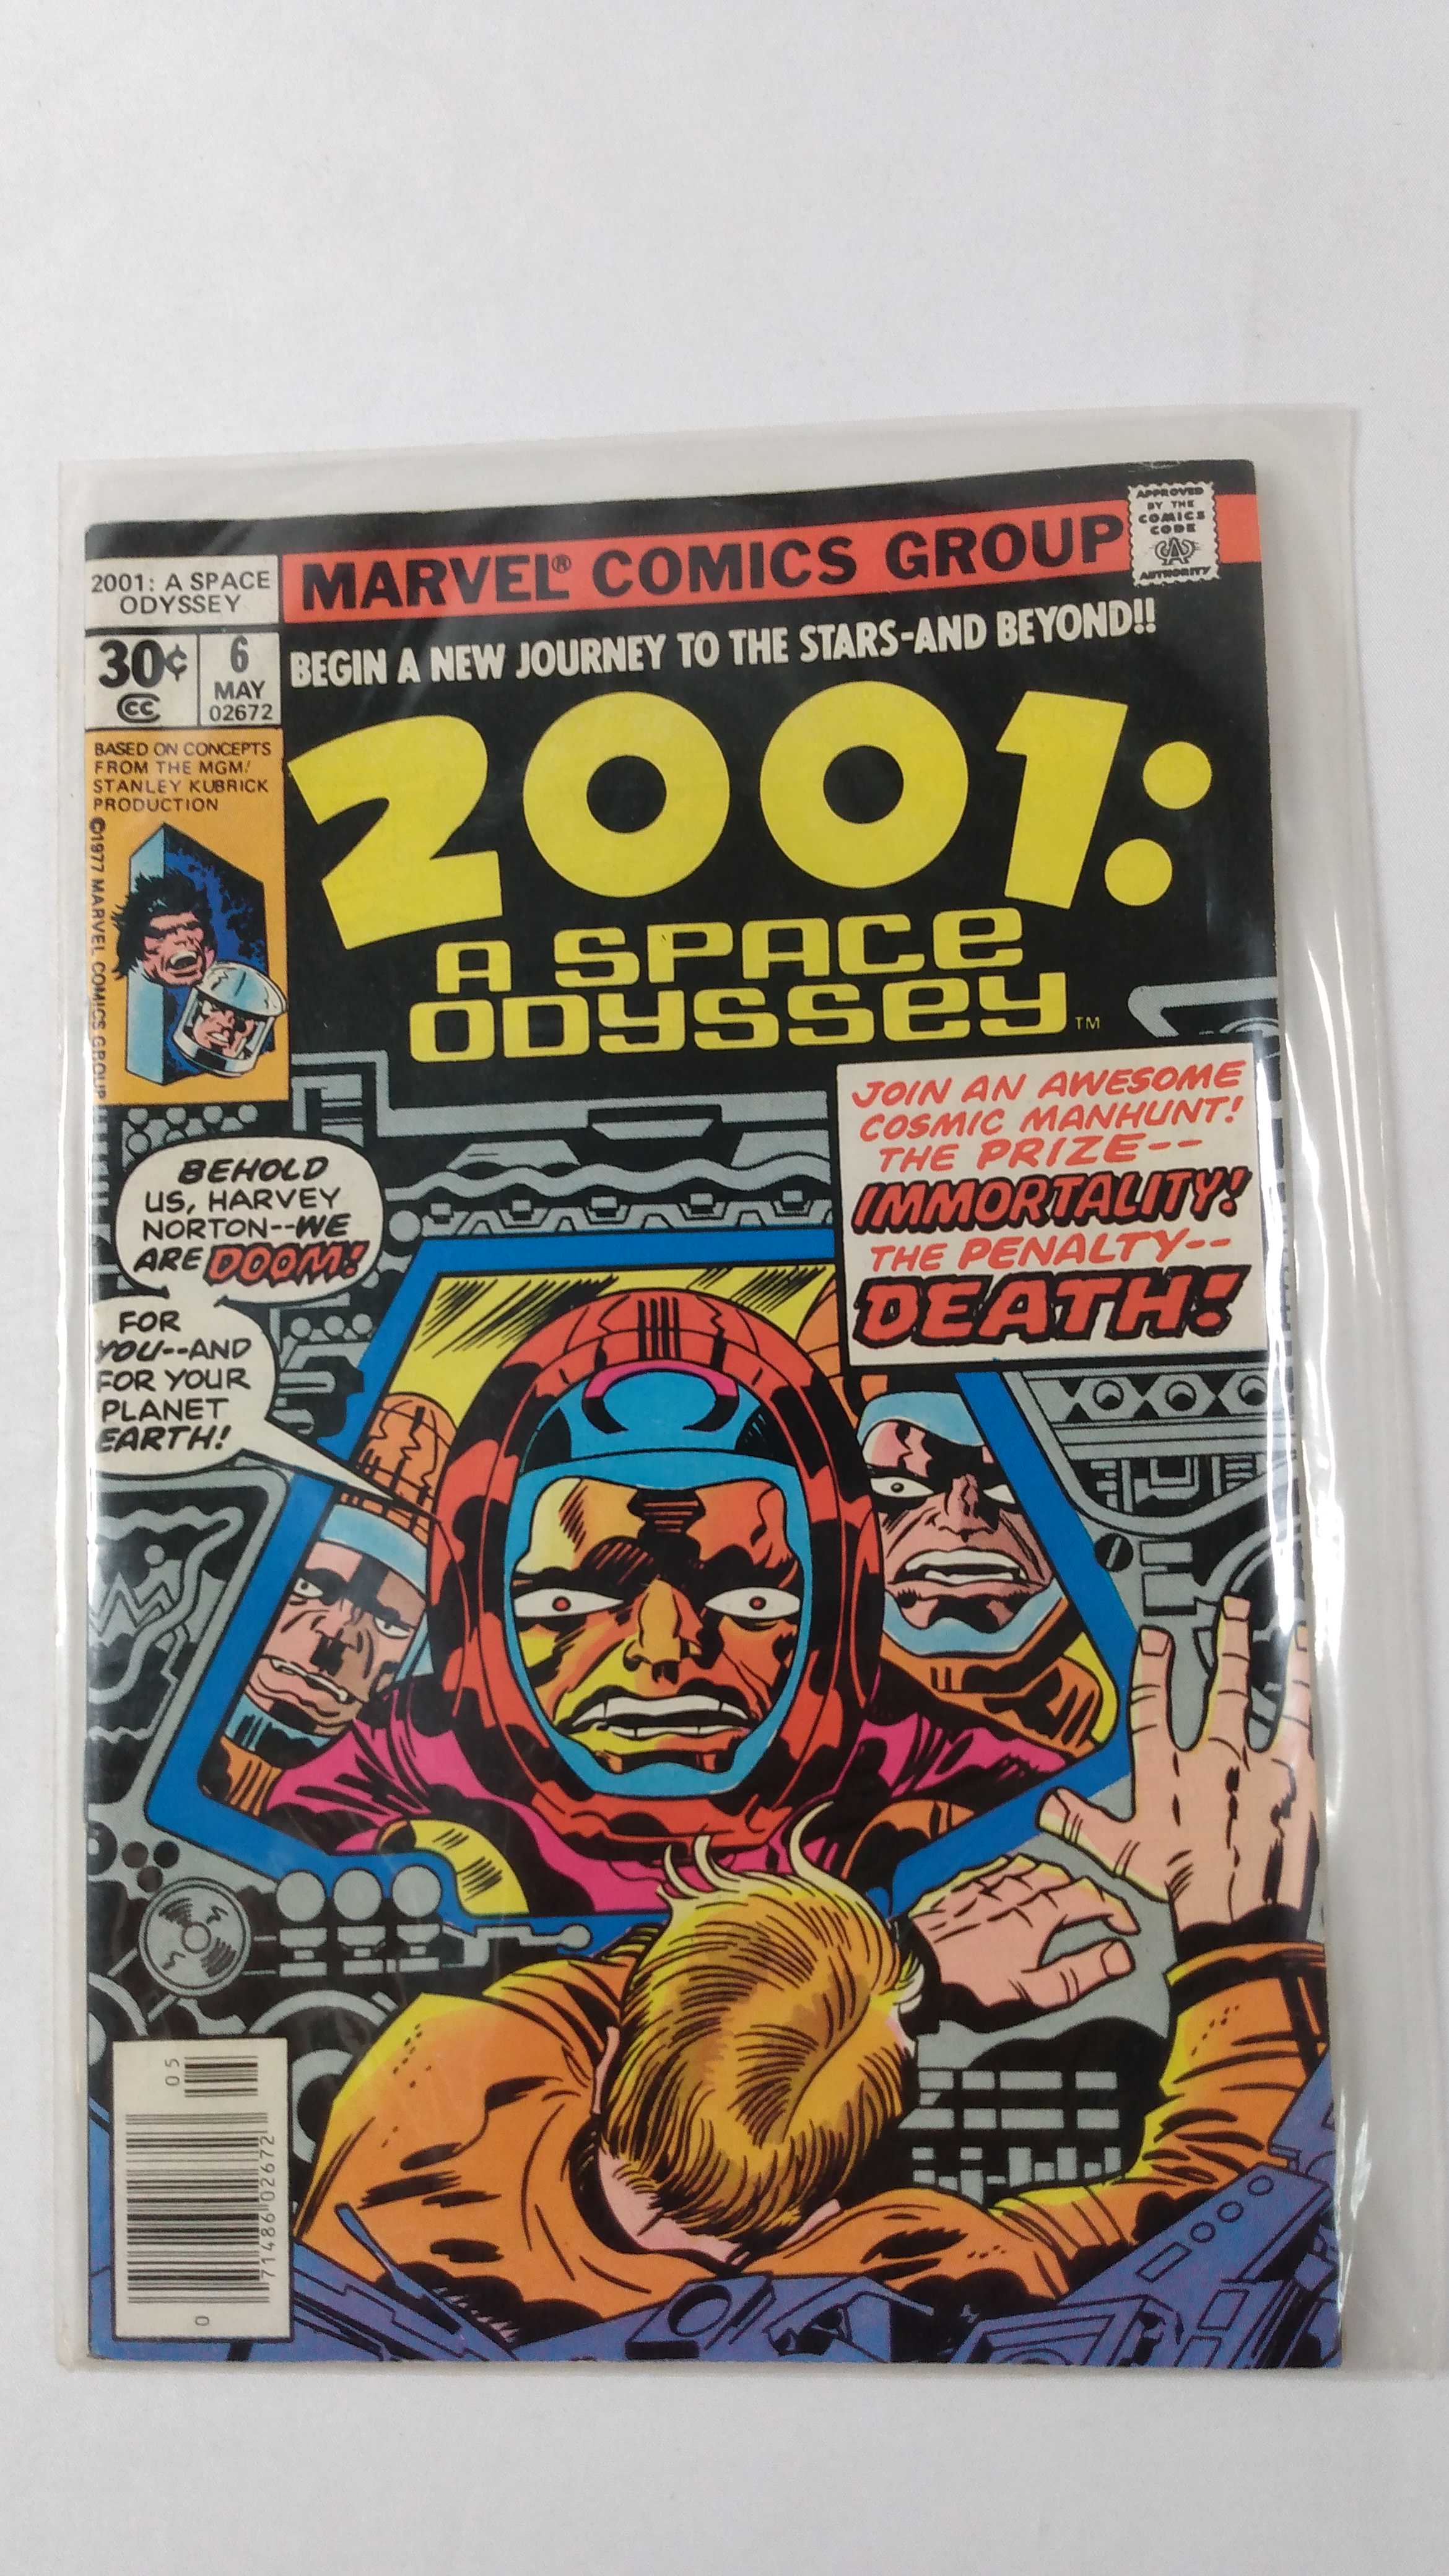 MARVEL® COMICS GROUP
APPROVED
BY THE
COMICS
CODE
CA
AUTHORITY
2001: A SPACE
ODYSSEY
30¢
CC
6
MAY
02672
BEGIN A NEW JOURNEY TO THE STARS-AND BEYOND!!
2001:
A SPACE
ODYSSEY™
BASED ON CONCEPTS
FROM THE MGM/
STANLEY KUBRICK
PRODUCTION
©1977 MARVEL COMICS GROUP
JOIN AN AWESOME
COSMIC MANHUNT!
THE PRIZE--
IMMORTALITY!
THE PENALTY--
DEATH!
BEHOLD
US, HARVEY
NORTON--WE
ARE DOOM!
FOR
YOU--AND
FOR YOUR
PLANET
EARTH!
05
71486 02672
0